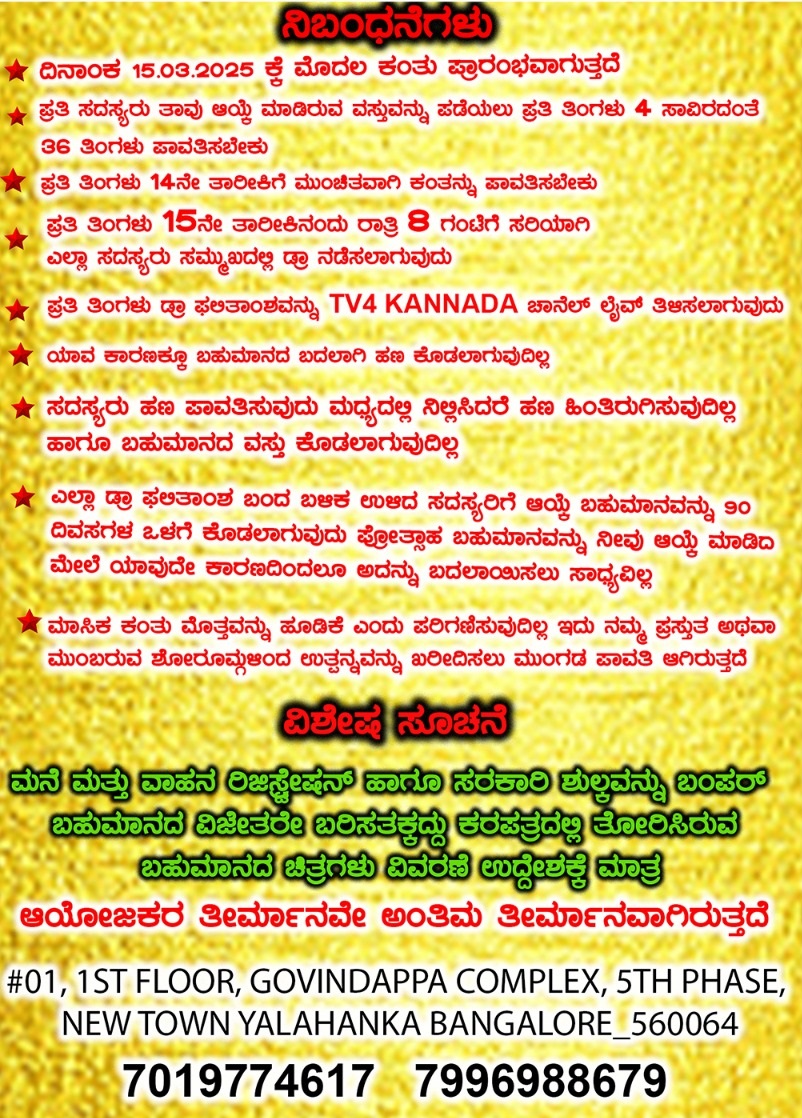 ನಿಬಂಧನೆಗಳು
ದಿನಾಂಕ 15.03.2025 ಕ್ಕೆ ಮೊದಲ ಕಂತು ಪ್ರಾರಂಭವಾಗುತ್ತದೆ
ಪ್ರತಿ ಸದಸ್ಯರು ತಾವು ಆಯ್ಕೆ ಮಾಡಿರುವ ವಸ್ತುವನ್ನು ಪಡೆಯಲು ಪ್ರತಿ ತಿಂಗಳು 4 ಸಾವಿರದಂತೆ
36 ತಿಂಗಳು ಪಾವತಿಸಬೇಕು
ಪ್ರತಿ ತಿಂಗಳು 14ನೇ ತಾರೀಕಿಗೆ ಮುಂಚಿತವಾಗಿ ಕಂತನ್ನು ಪಾವತಿಸಬೇಕು
ಪ್ರತಿ ತಿಂಗಳು 15ನೇ ತಾರೀಕಿನಂದು ರಾತ್ರಿ 8 ಗಂಟೆಗೆ ಸರಿಯಾಗಿ
ಎಲ್ಲಾ ಸದಸ್ಯರು ಸಮ್ಮುಖದಲ್ಲಿ ಡ್ರಾ ನಡೆಸಲಾಗುವುದು
ಪ್ರತಿ ತಿಂಗಳು ಡ್ರಾ ಫಲಿತಾಂಶವನ್ನು TV4 KANNADA ಚಾನೆಲ್ ಲೈವ್ ತಿಳಿಸಲಾಗುವುದು
ಯಾವ ಕಾರಣಕ್ಕೂ ಬಹುಮಾನದ ಬದಲಾಗಿ ಹಣ ಕೊಡಲಾಗುವುದಿಲ್ಲ
ಸದಸ್ಯರು ಹಣ ಪಾವತಿಸುವುದು ಮಧ್ಯದಲ್ಲಿ ನಿಲ್ಲಿಸಿದರೆ ಹಣ ಹಿಂತಿರುಗಿಸುವುದಿಲ್ಲ
ಹಾಗೂ ಬಹುಮಾನದ ವಸ್ತು ಕೊಡಲಾಗುವುದಿಲ್ಲ
ಎಲ್ಲಾ ಡ್ರಾ ಫಲಿತಾಂಶ ಬಂದ ಬಳಿಕ ಉಳಿದ ಸದಸ್ಯರಿಗೆ ಆಯ್ಕೆ ಬಹುಮಾನವನ್ನು ೨೦
ದಿವಸಗಳ ಒಳಗೆ ಕೊಡಲಾಗುವುದು ಪ್ರೋತ್ಸಾಹ ಬಹುಮಾನವನ್ನು ನೀವು ಆಯ್ಕೆ ಮಾಡಿದ
ಮೇಲೆ ಯಾವುದೇ ಕಾರಣದಿಂದಲೂ ಅದನ್ನು ಬದಲಾಯಿಸಲು ಸಾಧ್ಯವಿಲ್ಲ
ಮಾಸಿಕ ಕಂತು ಮೊತ್ತವನ್ನು ಹೂಡಿಕೆ ಎಂದು ಪರಿಗಣಿಸುವುದಿಲ್ಲ ಇದು ನಮ್ಮ ಪ್ರಸ್ತುತ ಅಥವಾ
ಮುಂಬರುವ ಶೋರೂಮ್ಗಳಿಂದ ಉತ್ಪನ್ನವನ್ನು ಖರೀದಿಸಲು ಮುಂಗಡ ಪಾವತಿ ಆಗಿರುತ್ತದೆ
ವಿಶೇಷ ಸೂಚನೆ
ಮನೆ ಮತ್ತು ವಾಹನ ರಿಜಿಸ್ಟ್ರೇಷನ್ ಹಾಗೂ ಸರಕಾರಿ ಶುಲ್ಕವನ್ನು ಬಂಪರ್
ಬಹುಮಾನದ ವಿಜೇತರೇ ಬರಿಸತಕ್ಕದ್ದು ಕರಪತ್ರದಲ್ಲಿ ತೋರಿಸಿರುವ
ಬಹುಮಾನದ ಚಿತ್ರಗಳು ವಿವರಣೆ ಉದ್ದೇಶಕ್ಕೆ ಮಾತ್ರ
ಆಯೋಜಕರ ತೀರ್ಮಾನವೇ ಅಂತಿಮ ತೀರ್ಮಾನವಾಗಿರುತ್ತದೆ
#01, 1ST FLOOR, GOVINDAPPA COMPLEX, 5TH PHASE,
NEW TOWN YALAHANKA BANGALORE_560064
7019774617 7996988679